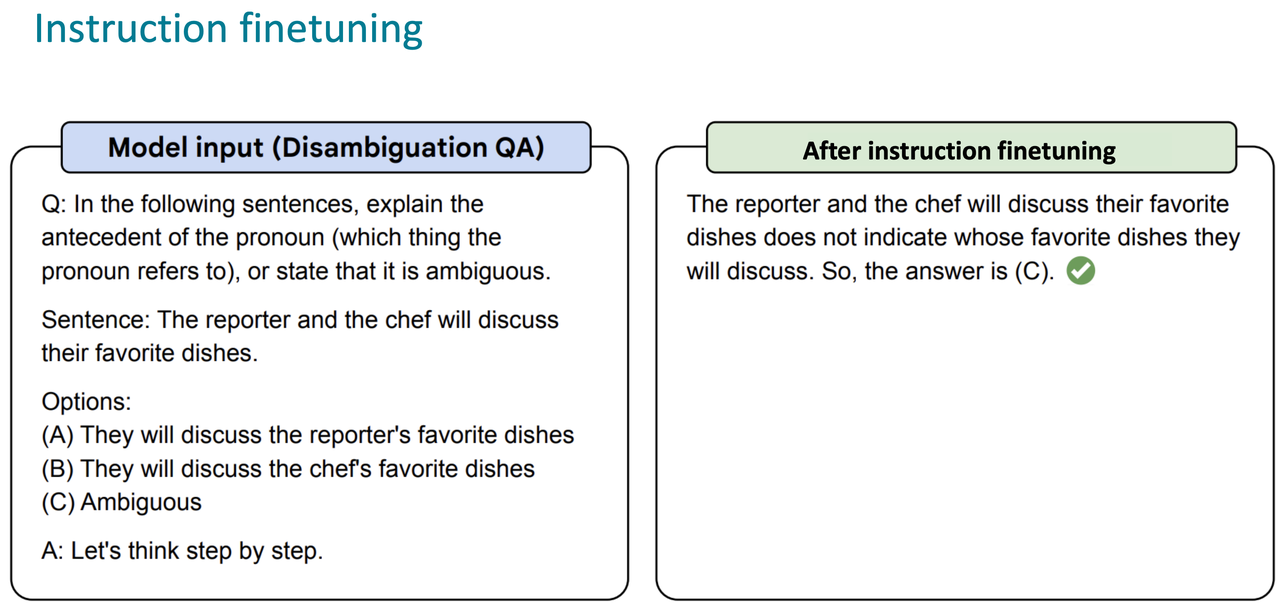 Instruction finetuning
Model input (Disambiguation QA)
Q: In the following sentences, explain the
antecedent of the pronoun (which thing the
pronoun refers to), or state that it is ambiguous.
Sentence: The reporter and the chef will discuss
their favorite dishes.
Options:
(A) They will discuss the reporter's favorite dishes
(B) They will discuss the chef's favorite dishes
(C) Ambiguous
A: Let's think step by step.
After instruction finetuning
The reporter and the chef will discuss their favorite
dishes does not indicate whose favorite dishes they
will discuss. So, the answer is (C).